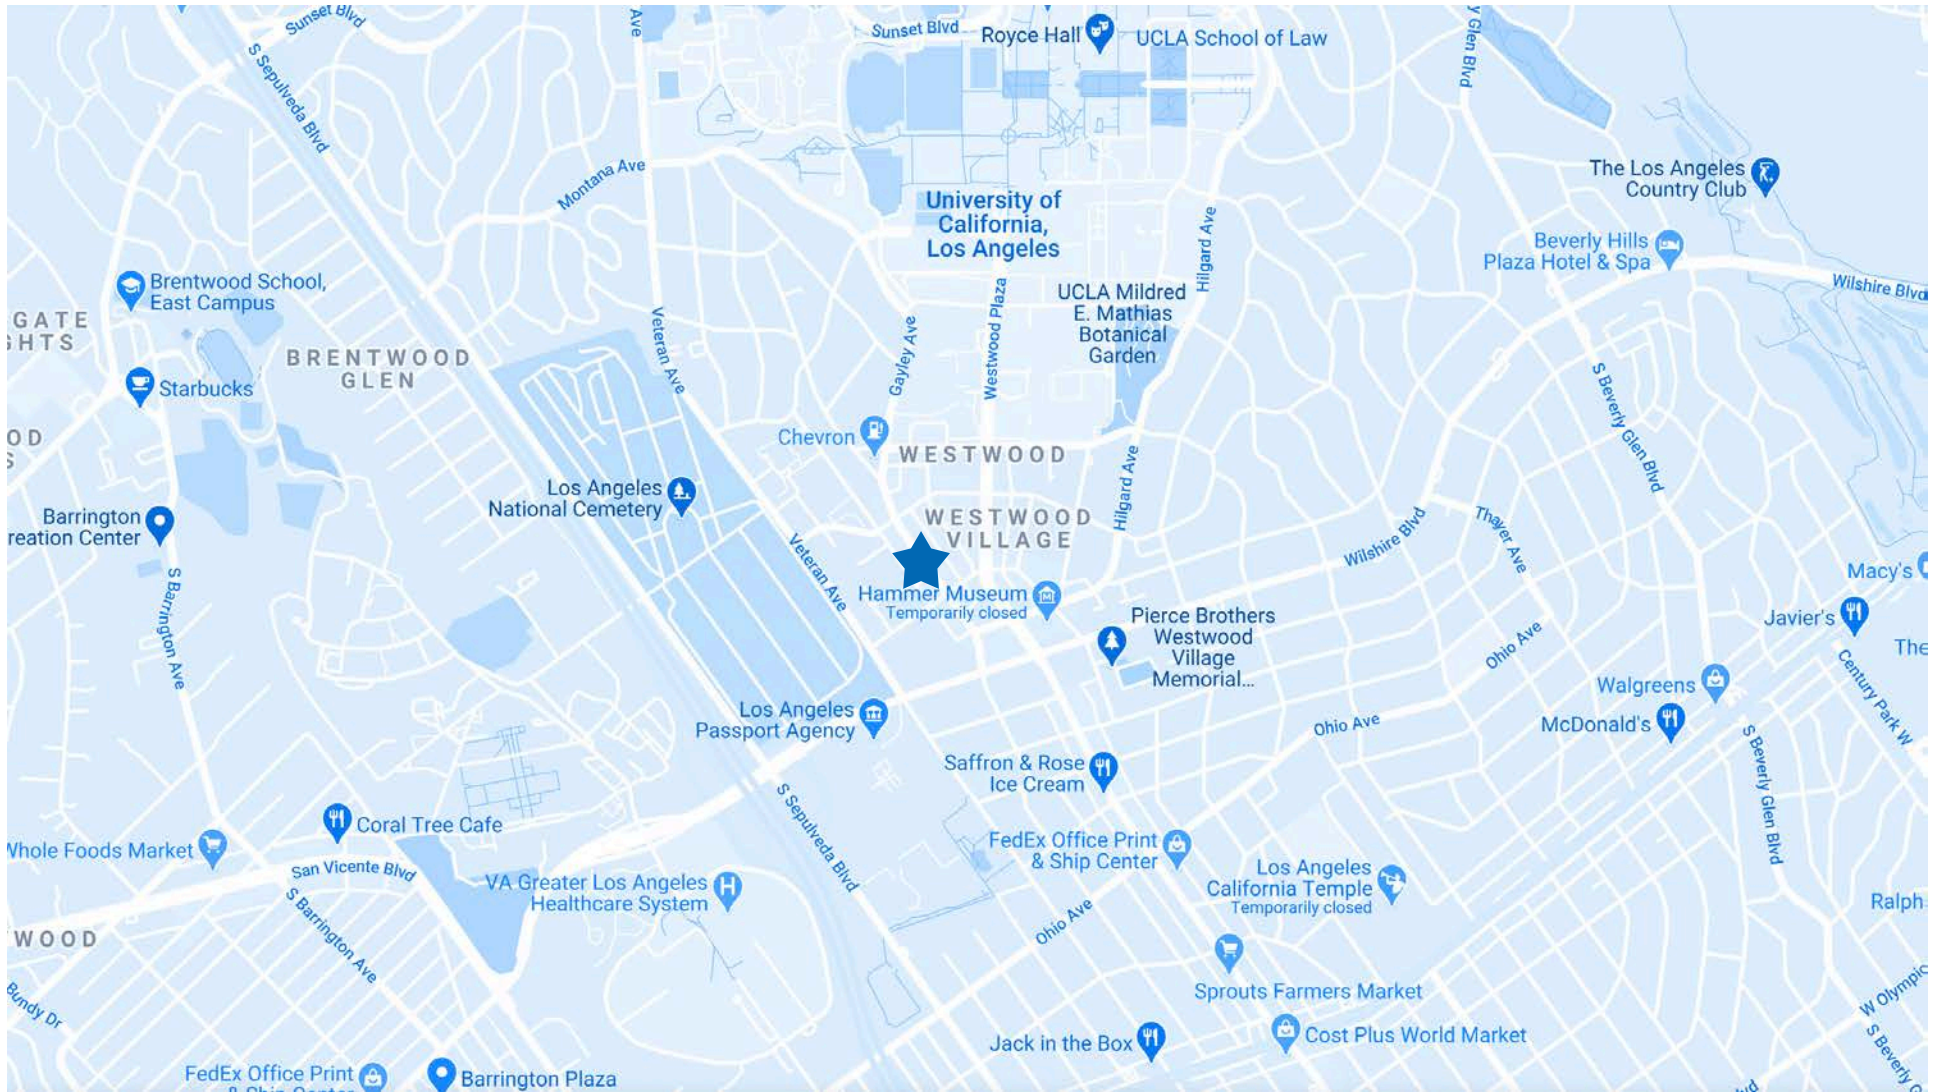 Sunset Blvd
S Sepulveda Blvd
Ave
Sunset Blvd
Royce Hall
UCLA School of Law
y Glen Blvd
Montana Ave
The Los Angeles
Country Club
University of
California,
Los Angeles
Hilgard Ave
Beverly Hills
Plaza Hotel & Spa
Wilshire Blvd
Brentwood School,
East Campus
UCLA Mildred
E. Mathias
Botanical
Garden
GATE
GHTS
BRENTWOOD
GLEN
Veteran Ave
Gayley Ave
Westwood Plaza
Starbucks
S Beverly Glen Blvd
Chevron
WESTWOOD
OD
S
Hilgard Ave
Los Angeles
National Cemetery
Barrington
reation Center
WESTWOOD
VILLAGE
Wilshire Blvd
Thayer Ave
Veteran Ave
S Barrington Ave
Hammer Museum
Temporarily closed
Macy's
Javier's
Pierce Brothers
Westwood
Village
Memorial...
Ohio Ave
The
Century Park W
Walgreens
McDonald's
Los Angeles
Passport Agency
Ohio Ave
Saffron & Rose
Ice Cream
S Sepulveda Blvd
S Beverly Glen Blvd
Coral Tree Cafe
Whole Foods Market
San Vicente Blvd
FedEx Office Print
& Ship Center
Los Angeles
California Temple
Temporarily closed
VA Greater Los Angeles
Healthcare System
Ralph
S Barrington Ave
Ohio Ave
WOOD
Sprouts Farmers Market
Bundy Dr
W Olympic
Jack in the Box
Cost Plus World Market
S Beverly G
FedEx Office Print
& Ship Center
Barrington Plaza
lvd